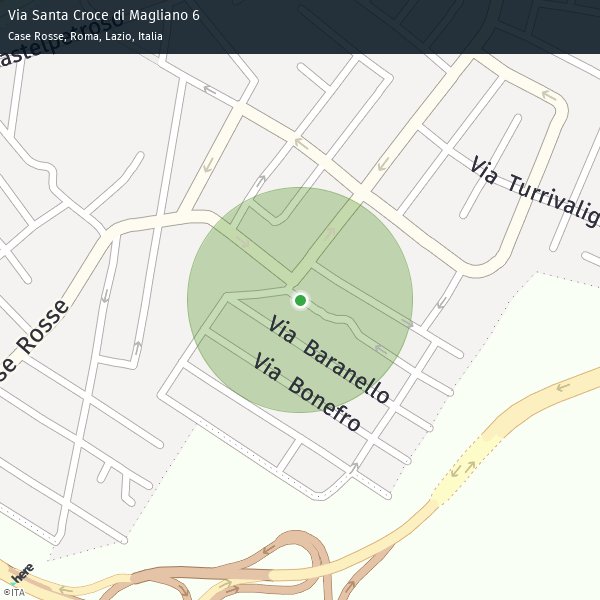 Via Santa Croce di Magliano 6
Case Rosse, Roma, Lazio, Italia
Via Turrivalig
Rosse
Via Baranello
Via Bonefro
here
©ITA